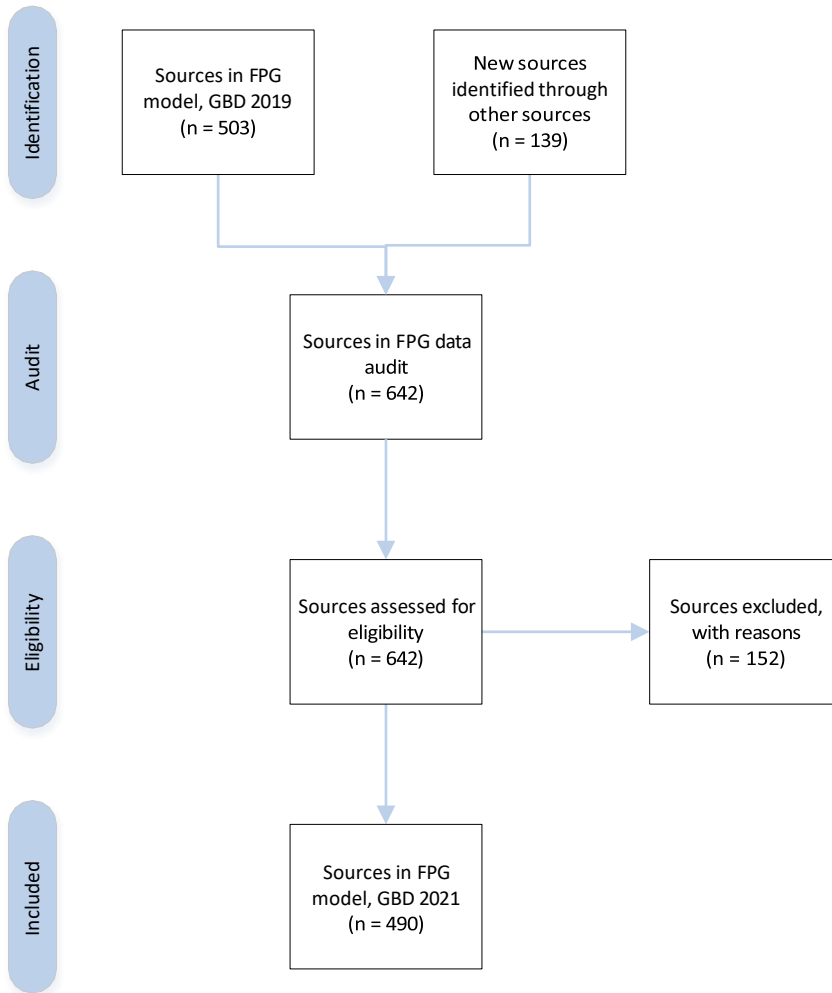 Identification
Sources in FPG
model, GBD 2019
(n = 503)
New sources
identified through
other sources
(n = 139)
Audit
Sources in FPG data
audit
(n = 642)
Eligibility
Sources assessed for
eligibility
(n = 642)
Sources excluded,
with reasons
(n = 152)
Included
Sources in FPG
model, GBD 2021
(n = 490)